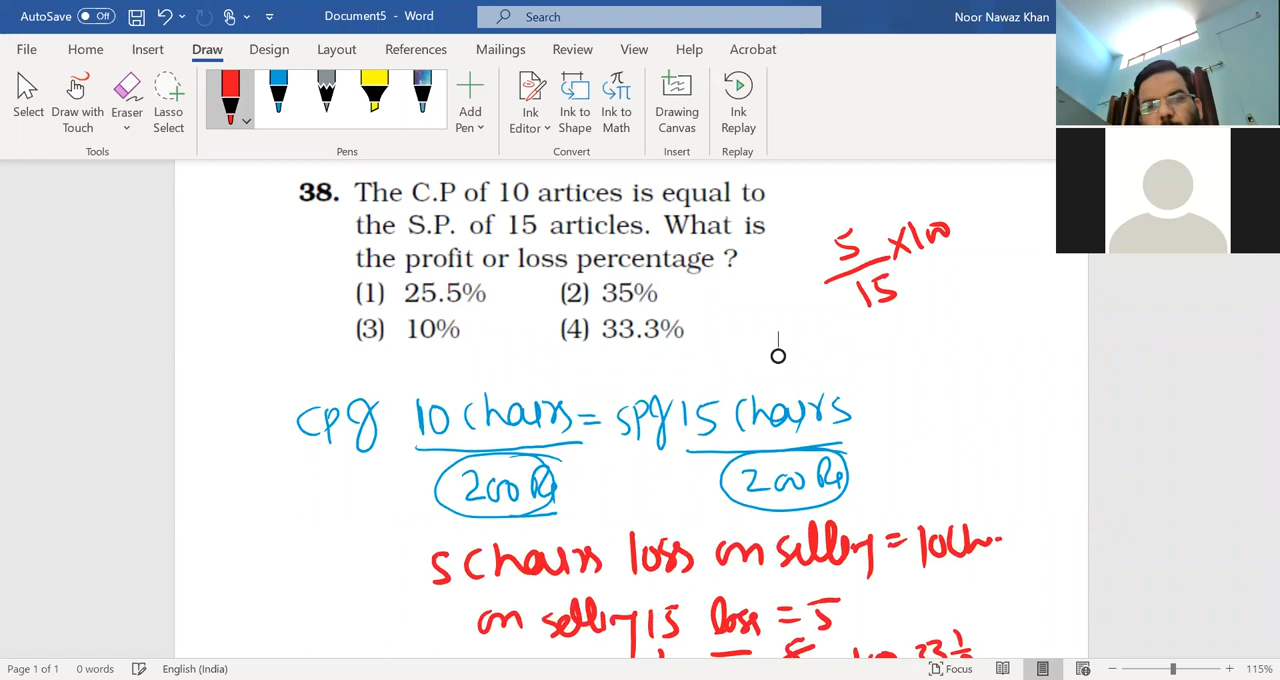 AutoSave Off Document5 - Word Search Noor Nawaz Khan
File Home Insert Draw Design Layout References Mailings Review View Help Acrobat
Select Draw with Touch Eraser Lasso Select Add Pen Ink Editor Ink to Shape Ink to Math Drawing Canvas Ink Replay
Tools Pens Convert Insert Replay
38. The C.P of 10 artices is equal to
the S.P. of 15 articles. What is
the profit or loss percentage ?
(1) 25.5% (2) 35%
(3) 10% (4) 33.3%
5/15 ×100
CP of 10 chairs = SP of 15 chairs
200 Rs 200 Rs
5 chairs loss on selling = 10 ch.
on selling 15 loss = 5
Page 1 of 1 0 words English (India) Focus 115%